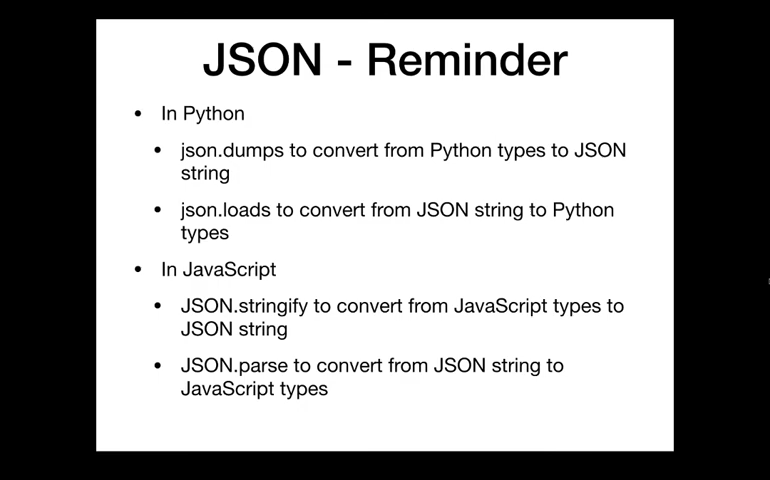 JSON - Reminder
• In Python
• json.dumps to convert from Python types to JSON
string
• json.loads to convert from JSON string to Python
types
• In JavaScript
• JSON.stringify to convert from JavaScript types to
JSON string
• JSON.parse to convert from JSON string to
JavaScript types